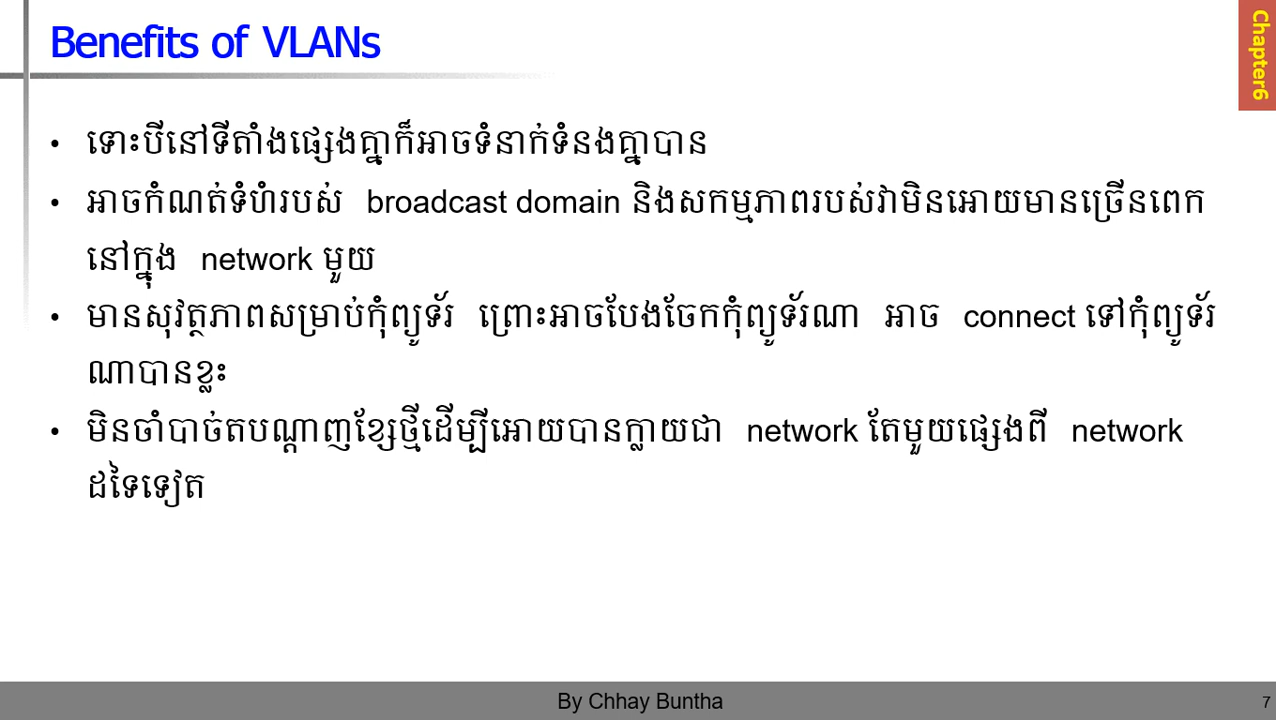 Benefits of VLANs
Chapter6
• ទោះបីនៅទីតាំងផ្សេងគ្នាក៏អាចទំនាក់ទំនងគ្នាបាន
• អាចកំណត់ទំហំរបស់ broadcast domain និងសកម្មភាពរបស់វាមិនអោយមានច្រើនពេក
នៅក្នុង network មួយ
• មានសុវត្ថភាពសម្រាប់កុំព្យូទ័រ ព្រោះអាចបែងចែកកុំព្យូទ័រណា អាច connect ទៅកុំព្យូទ័រ
ណាបានខ្លះ
• មិនចាំបាច់តបណ្តាញខ្សែថ្មីដើម្បីអោយបានក្លាយជា network តែមួយផ្សេងពី network
ដទៃទៀត
By Chhay Buntha
7